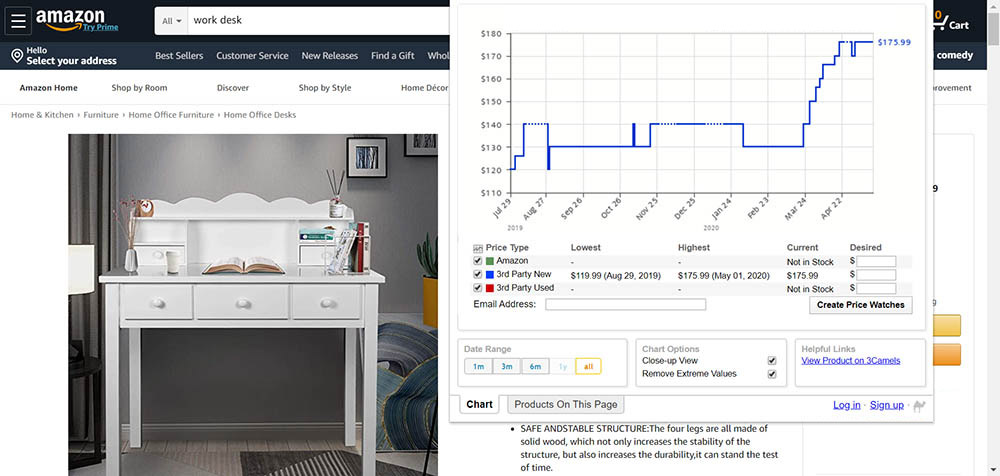 amazon
Try Prime
All
work desk
0
Cart
Hello
Select your address
Best Sellers
Customer Service
New Releases
Find a Gift
comedy
Amazon Home
Shop by Room
Discover
Shop by Style
Home & Kitchen › Furniture › Home Office Furniture › Home Office Desks
$180
$170
$160
$150
$140
$130
$120
$110
$175.99
Jul 29
Aug 27
Sep 26
Oct 26
Nov 25
Dec 25
Jan 24
Feb 23
Mar 24
Apr 22
2019
2020
Price Type Lowest Highest Current Desired
Amazon - - Not in Stock $
3rd Party New $119.99 (Aug 29, 2019) $175.99 (May 01, 2020) $175.99 $
3rd Party Used - - Not in Stock $
Email Address:
Create Price Watches
Date Range
1m 3m 6m 1y all
Chart Options
Close-up View
Remove Extreme Values
Helpful Links
View Product on 3Camels
Chart
Products On This Page
Log in · Sign up ·
• SAFE ANDSTABLE STRUCTURE:The four legs are all made of
solid wood, which not only increases the stability of the
structure, but also increases the durability,it can stand the test
of time.